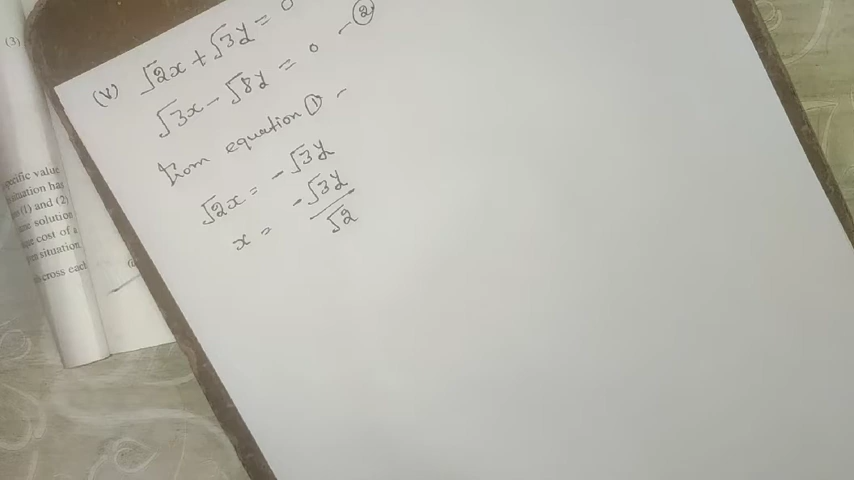 (3)
(v) √2x + √3y = 0
√3x - √8y = 0 - ②
From equation ① -
√2x = -√3y
x = -√3y
√2
specific value
situation has
(1) and (2)
solution
cost of a
situation
cross each